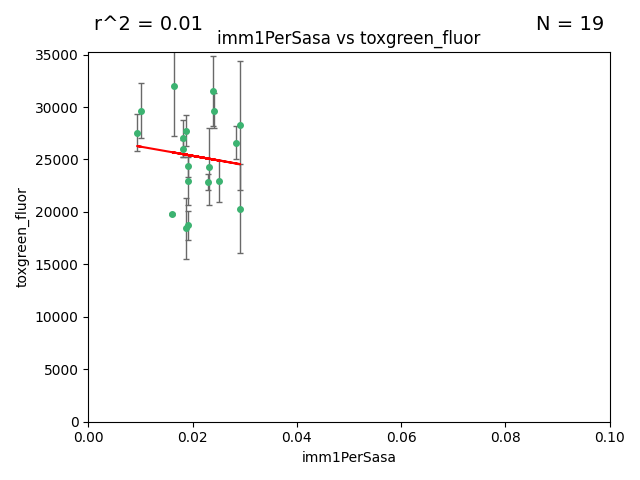 r^2 = 0.01
N = 19
imm1PerSasa vs toxgreen_fluor
toxgreen_fluor
35000
30000
25000
20000
15000
10000
5000
0
0.00 0.02 0.04 0.06 0.08 0.10
imm1PerSasa